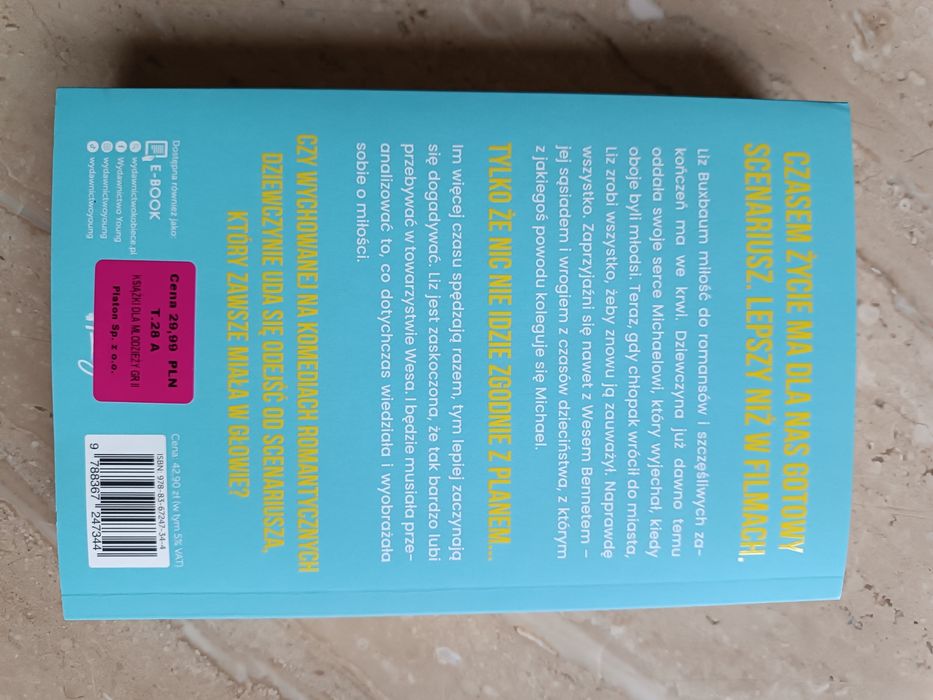 CZASEM ŻYCIE MA DLA NAS GOTOWY
SCENARIUSZ. LEPSZY NIŻ W FILMACH.
Liz Buxbaum miłość do romansów i szczęśliwych za-
kończeń ma we krwi. Dziewczyna już dawno temu
oddała swoje serce Michaelowi, który wyjechał, kiedy
oboje byli młodsi. Teraz, gdy chłopak wrócił do miasta,
Liz zrobi wszystko, żeby znowu ją zauważył. Naprawdę
wszystko. Zaprzyjaźni się nawet z Wesem Bennetem –
jej sąsiadem i wrogiem z czasów dzieciństwa, z którym
z jakiegoś powodu koleguje się Michael.
TYLKO ŻE NIC NIE IDZIE ZGODNIE Z PLANEM...
Im więcej czasu spędzają razem, tym lepiej zaczynają
się dogadywać. Liz jest zaskoczona, że tak bardzo lubi
przebywać w towarzystwie Wesa. I będzie musiała prze-
analizować to, co dotychczas wiedziała i wyobrażała
sobie o miłości.
CZY WYCHOWANEJ NA KOMEDIACH ROMANTYCZNYCH
DZIEWCZYNIE UDA SIĘ ODEJŚĆ OD SCENARIUSZA,
KTÓRY ZAWSZE MIAŁA W GŁOWIE?
Dostępna również jako:
E-BOOK
wydawnictwokobiece.pl
Wydawnictwo Young
wydawnictwoyoung
wydawnictwoyoung
Cena 29,99 PLN
T.28 A
KSIĄŻKI DLA MŁODZIEŻY GR II
Platon Sp. z o.o.
Cena: 42,90 zł (w tym 5% VAT)
ISBN: 978-83-67247-34-4
9 788367 247344